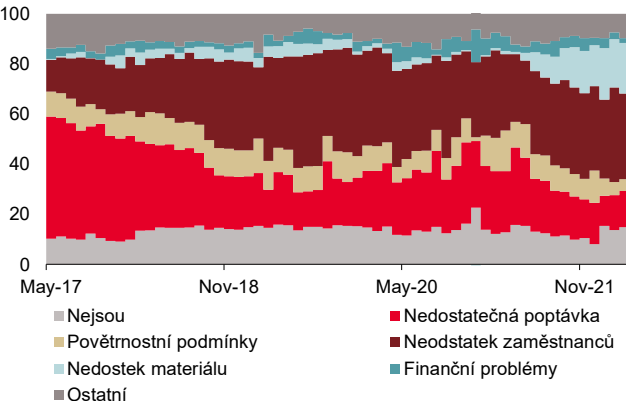 100
80
60
40
20
0
May-17 Nov-18 May-20 Nov-21
Nejsou Nedostatečná poptávka
Povětrnostní podmínky Neodstatek zaměstnanců
Nedostek materiálu Finanční problémy
Ostatní